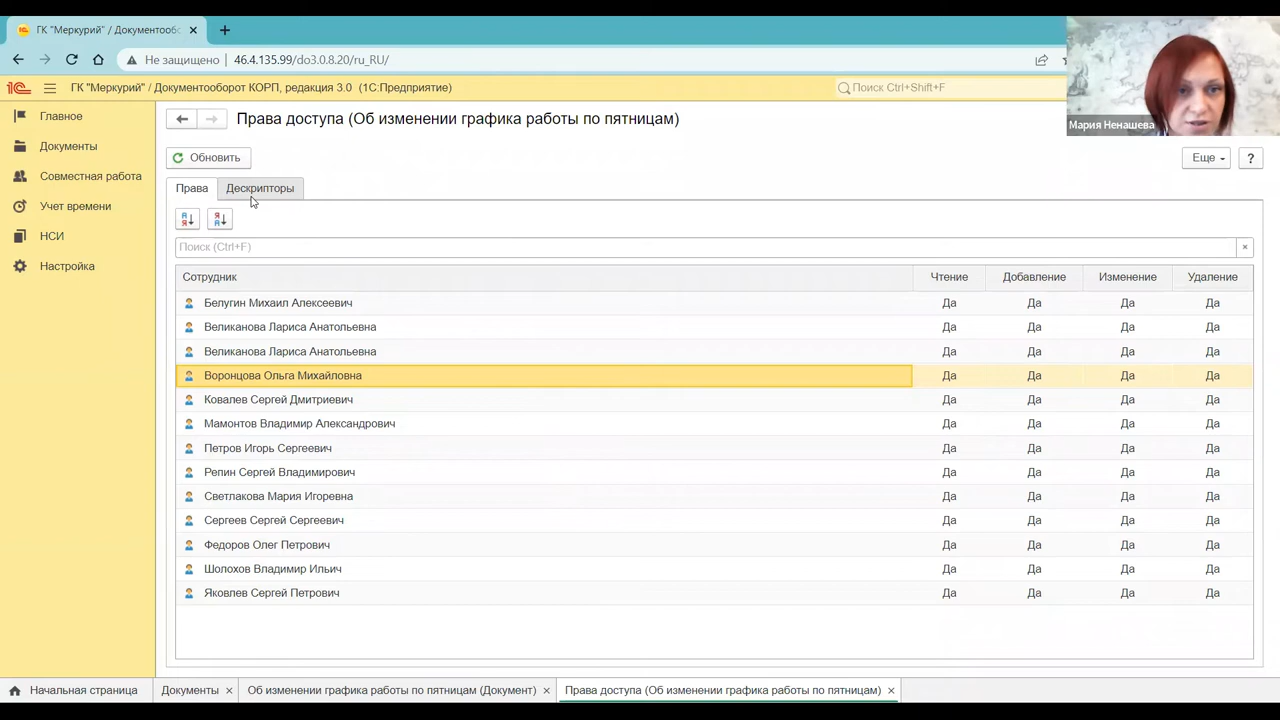 ГК "Меркурий" / Документообо
Не защищено 46.4.135.99/do3.0.8.20/ru_RU/
1С ГК "Меркурий" / Документооборот КОРП, редакция 3.0 (1С:Предприятие) Поиск Ctrl+Shift+F
Мария Ненашева
Главное
Документы
Совместная работа
Учет времени
НСИ
Настройка
Права доступа (Об изменении графика работы по пятницам)
Обновить Еще ?
Права Дескрипторы
Поиск (Ctrl+F)
Сотрудник Чтение Добавление Изменение Удаление
Белугин Михаил Алексеевич Да Да Да Да
Великанова Лариса Анатольевна Да Да Да Да
Великанова Лариса Анатольевна Да Да Да Да
Воронцова Ольга Михайловна Да Да Да Да
Ковалев Сергей Дмитриевич Да Да Да Да
Мамонтов Владимир Александрович Да Да Да Да
Петров Игорь Сергеевич Да Да Да Да
Репин Сергей Владимирович Да Да Да Да
Светлакова Мария Игоревна Да Да Да Да
Сергеев Сергей Сергеевич Да Да Да Да
Федоров Олег Петрович Да Да Да Да
Шолохов Владимир Ильич Да Да Да Да
Яковлев Сергей Петрович Да Да Да Да
Начальная страница Документы Об изменении графика работы по пятницам (Документ) Права доступа (Об изменении графика работы по пятницам)